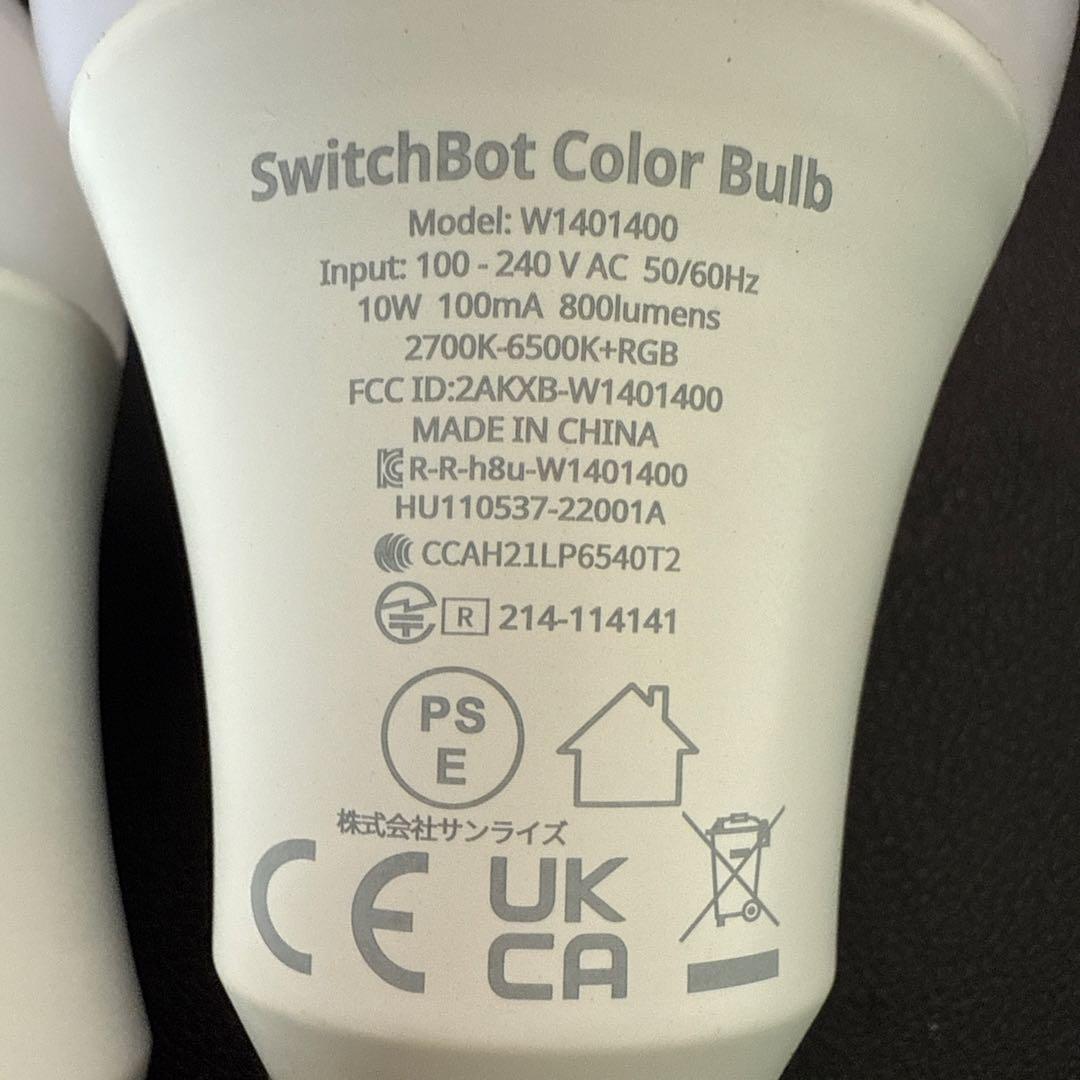 SwitchBot Color Bulb
Model: W1401400
Input: 100 - 240 V AC 50/60Hz
10W 100mA 800lumens
2700K-6500K+RGB
FCC ID:2AKXB-W1401400
MADE IN CHINA
R-R-h8u-W1401400
HU110537-22001A
CCAH21LP6540T2
R 214-114141
PS
E
株式会社サンライズ
CE
UK
CA